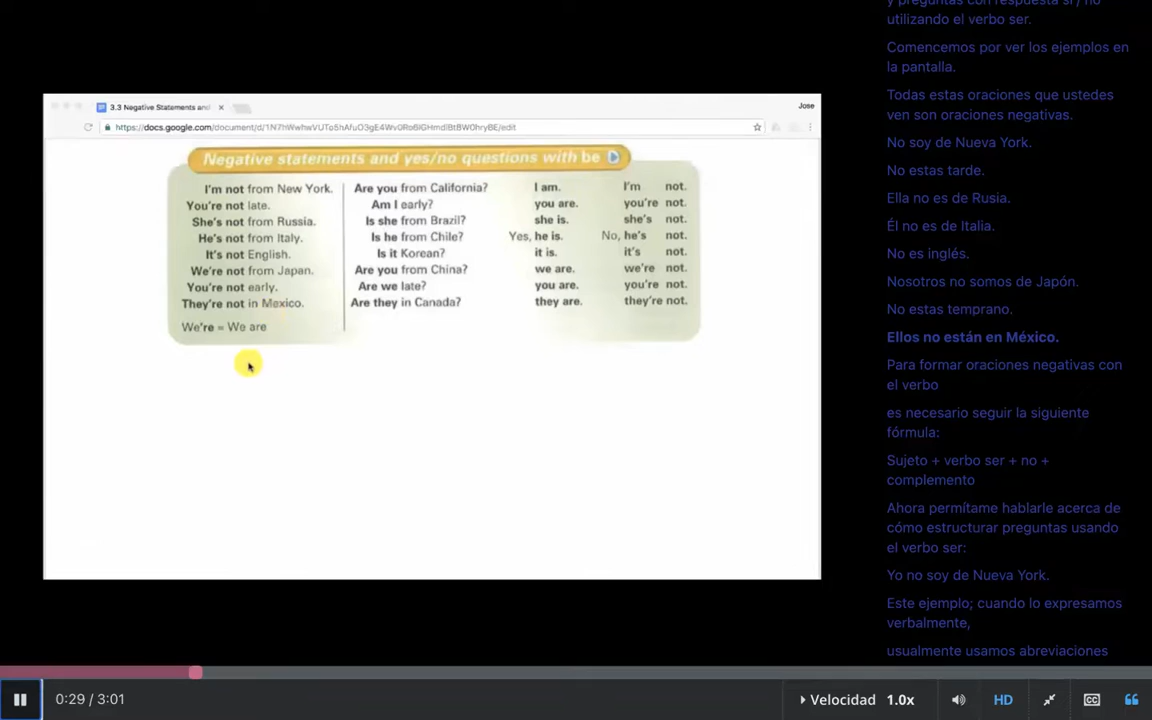 y preguntas con respuesta sí / no
utilizando el verbo ser.
Comencemos por ver los ejemplos en
la pantalla.
Todas estas oraciones que ustedes
ven son oraciones negativas.
No soy de Nueva York.
No estas tarde.
Ella no es de Rusia.
Él no es de Italia.
No es inglés.
Nosotros no somos de Japón.
No estas temprano.
Ellos no están en México.
Para formar oraciones negativas con
el verbo
es necesario seguir la siguiente
fórmula:
Sujeto + verbo ser + no +
complemento
Ahora permítame hablarle acerca de
cómo estructurar preguntas usando
el verbo ser:
Yo no soy de Nueva York.
Este ejemplo; cuando lo expresamos
verbalmente,
usualmente usamos abreviaciones
3.3 Negative Statements and
Jose
Negative statements and yes/no questions with be
I'm not from New York. Are you from California? I am. I'm not.
You're not late. Am I early? you are. you're not.
She's not from Russia. Is she from Brazil? she is. she's not.
He's not from Italy. Is he from Chile? Yes, he is. No, he's not.
It's not English. Is it Korean? it is. it's not.
We're not from Japan. Are you from China? we are. we're not.
You're not early. Are we late? you are. you're not.
They're not in Mexico. Are they in Canada? they are. they're not.
We're = We are
0:29 / 3:01
Velocidad 1.0x
HD
CC